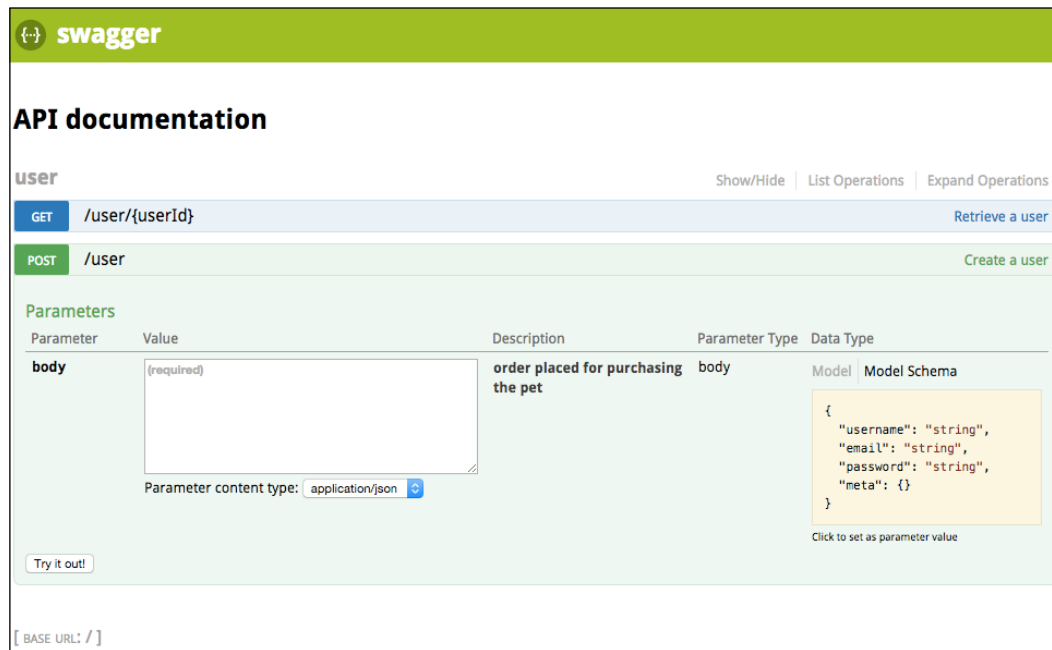 {··} swagger
API documentation
user Show/Hide List Operations Expand Operations
GET /user/{userId} Retrieve a user
POST /user Create a user
Parameters
Parameter Value Description Parameter Type Data Type
body (required) order placed for purchasing the pet body Model Model Schema
{
"username": "string",
"email": "string",
"password": "string",
"meta": {}
}
Parameter content type: application/json
Click to set as parameter value
Try it out!
[ BASE URL: / ]